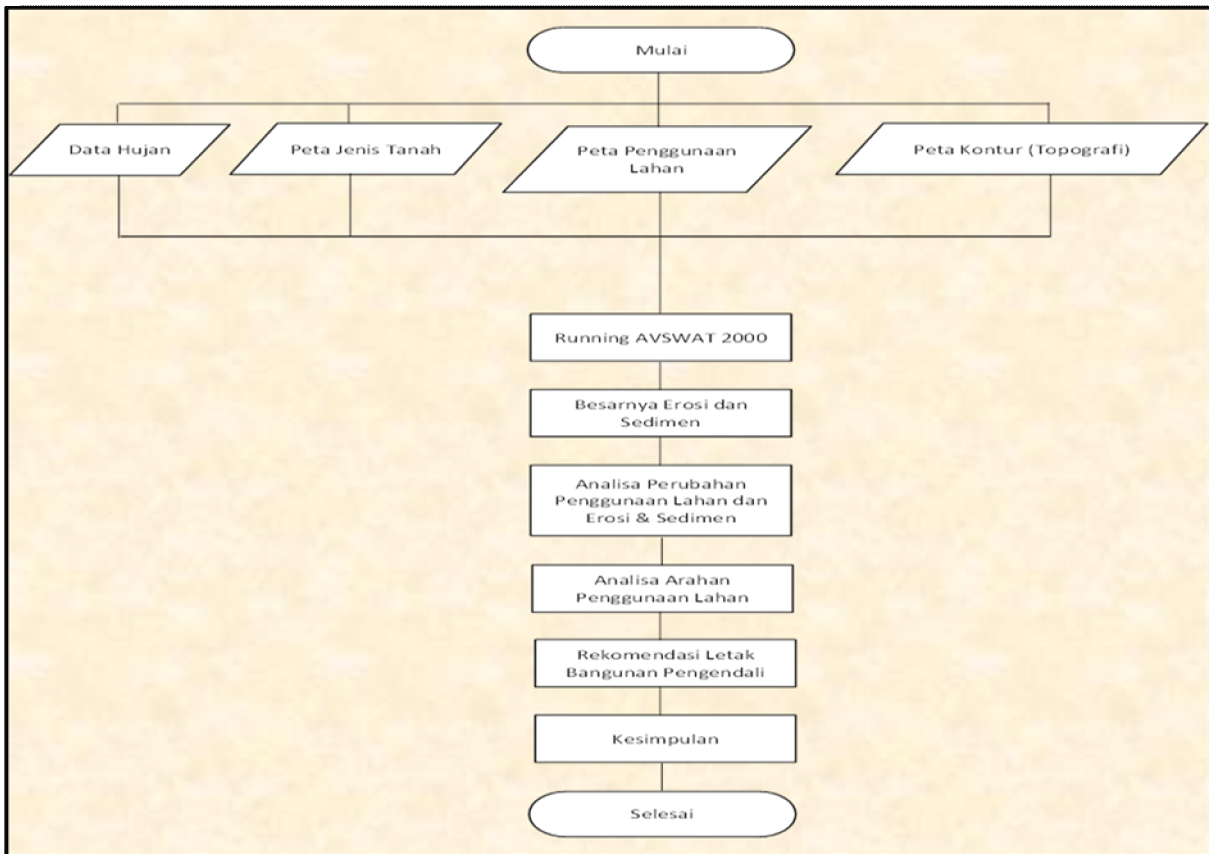 Mulai
Data Hujan
Peta Jenis Tanah
Peta Penggunaan
Lahan
Peta Kontur (Topografi)
Running AVSWAT 2000
Besarnya Erosi dan
Sedimen
Analisa Perubahan
Penggunaan Lahan dan
Erosi & Sedimen
Analisa Arahan
Penggunaan Lahan
Rekomendasi Letak
Bangunan Pengendali
Kesimpulan
Selesai